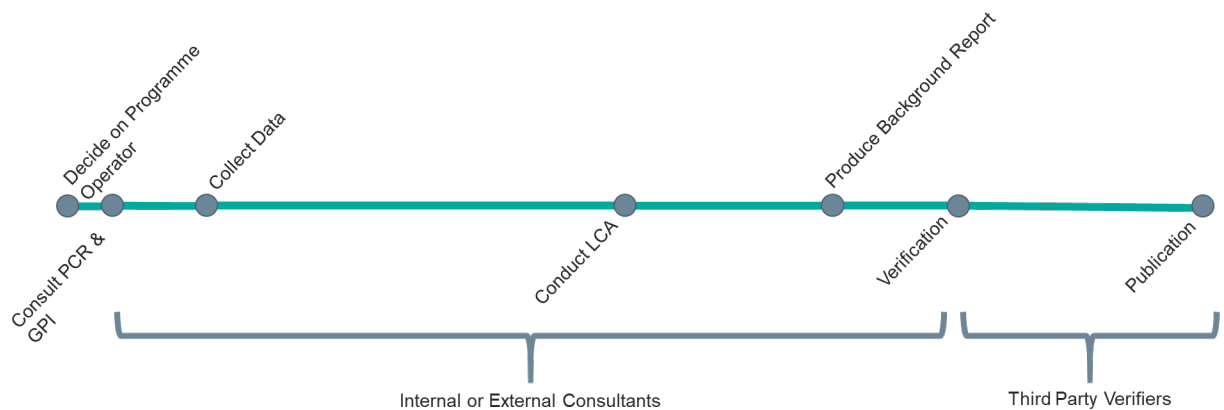 Decide on Programme
Operator
Consult PCR &
GPI
Collect Data
Conduct LCA
Produce Background Report
Verification
Publication
Internal or External Consultants
Third Party Verifiers